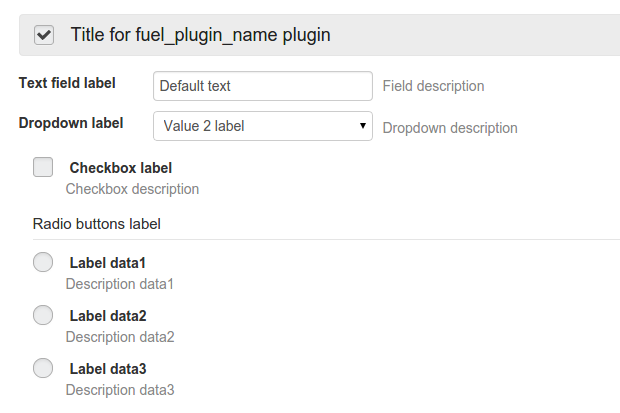 Title for fuel_plugin_name plugin
Text field label Default text Field description
Dropdown label Value 2 label Dropdown description
Checkbox label
Checkbox description
Radio buttons label
Label data1
Description data1
Label data2
Description data2
Label data3
Description data3